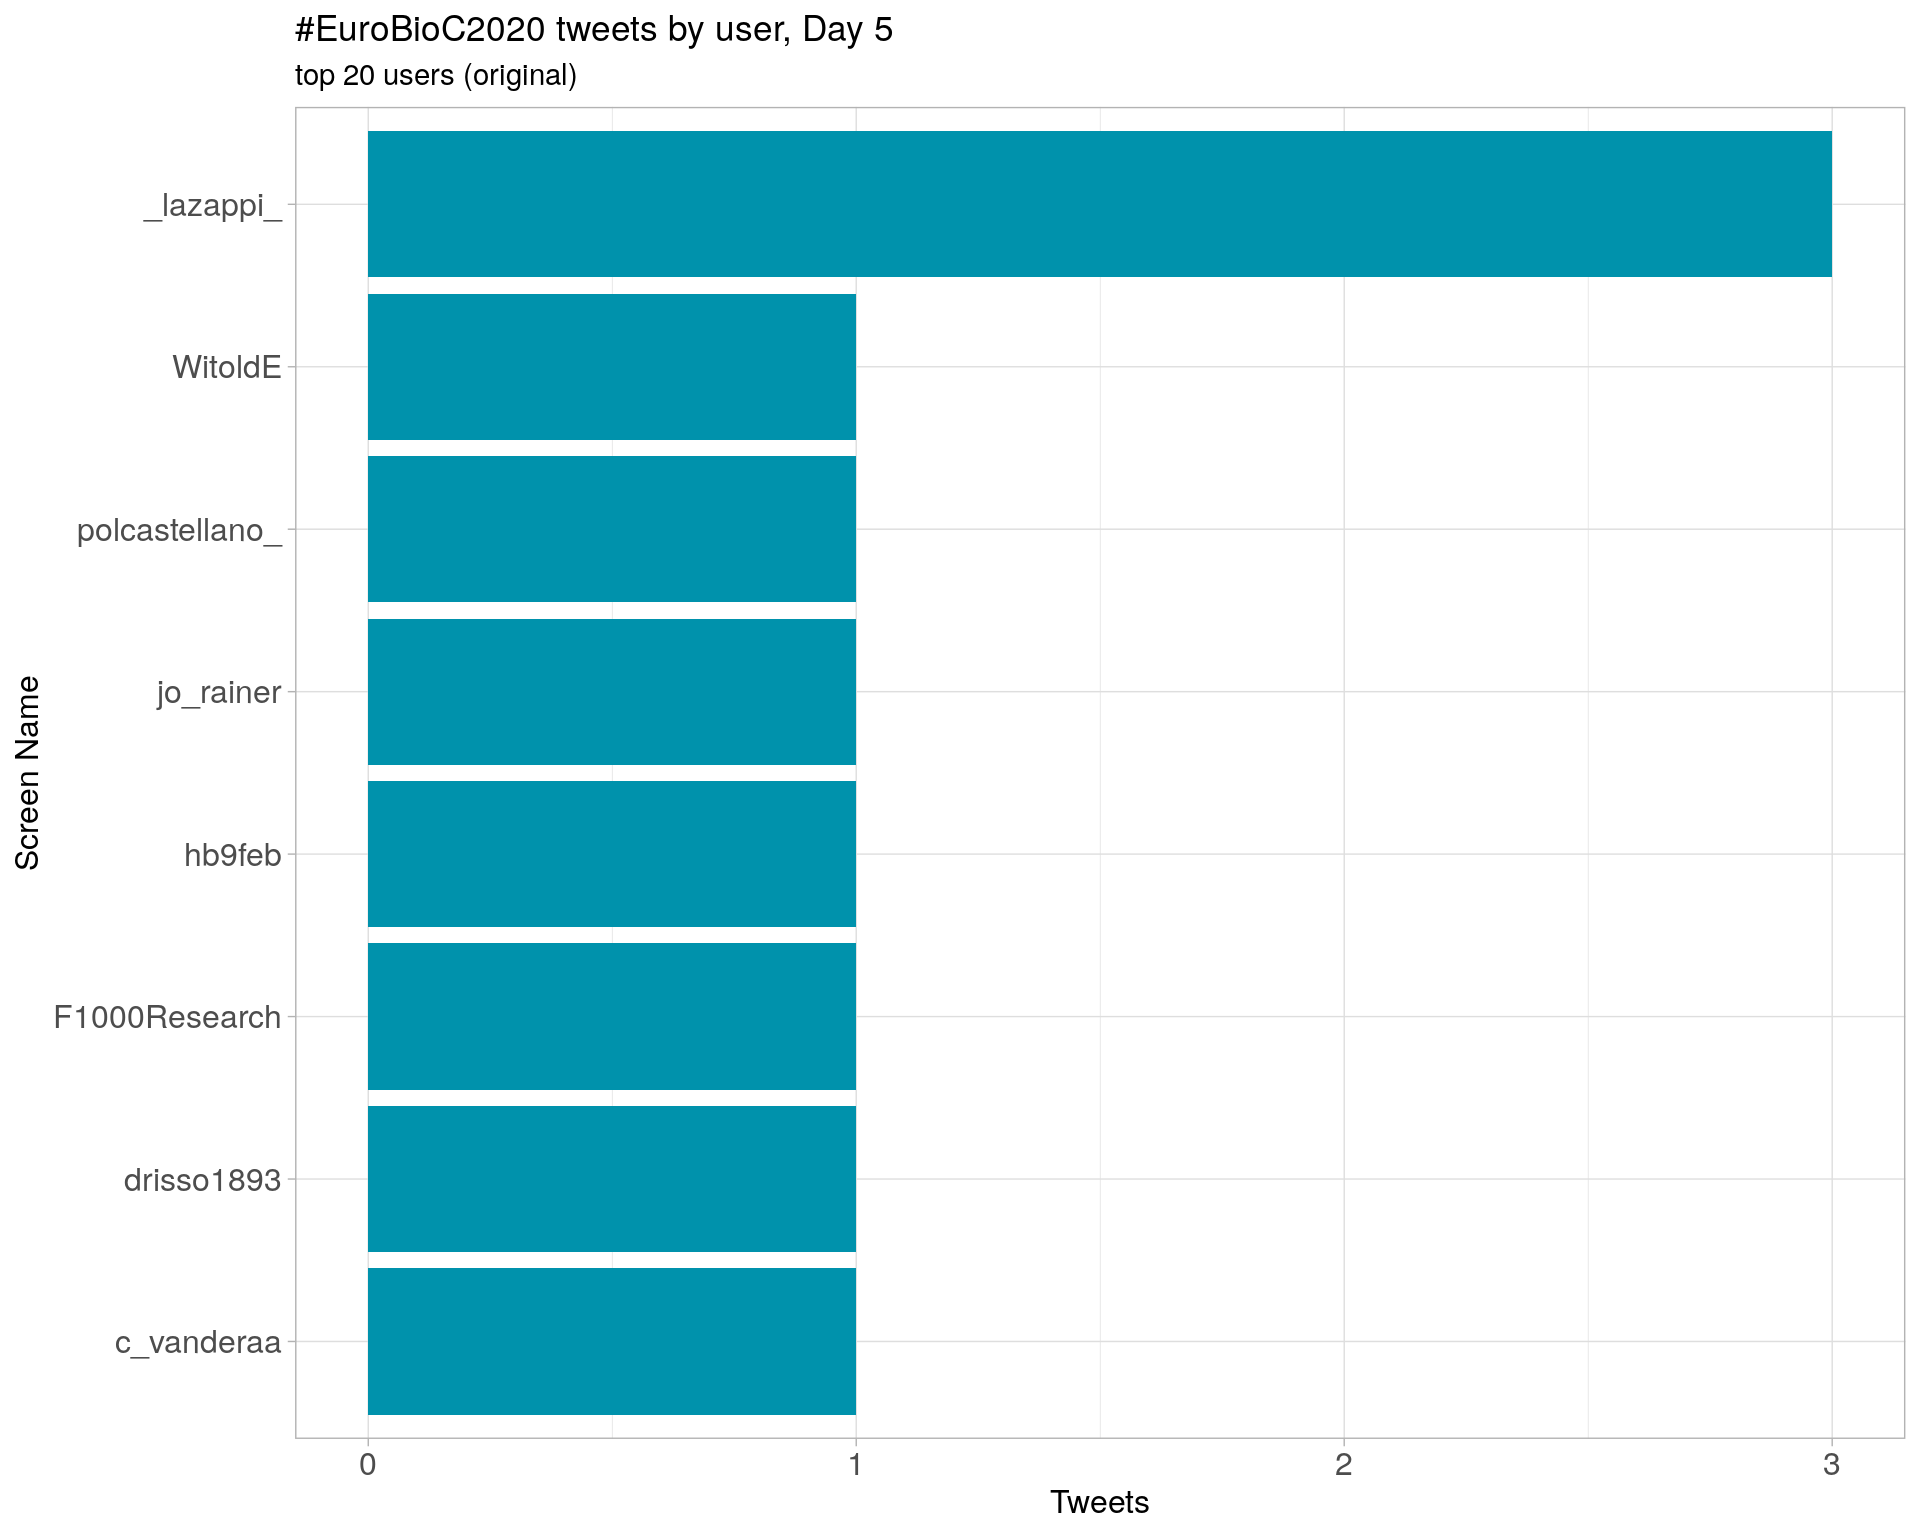 #EuroBioC2020 tweets by user, Day 5
top 20 users (original)
_lazappi_
WitoldE
polcastellano_
jo_rainer
hb9feb
F1000Research
drisso1893
c_vanderaa
Screen Name
0 1 2 3
Tweets